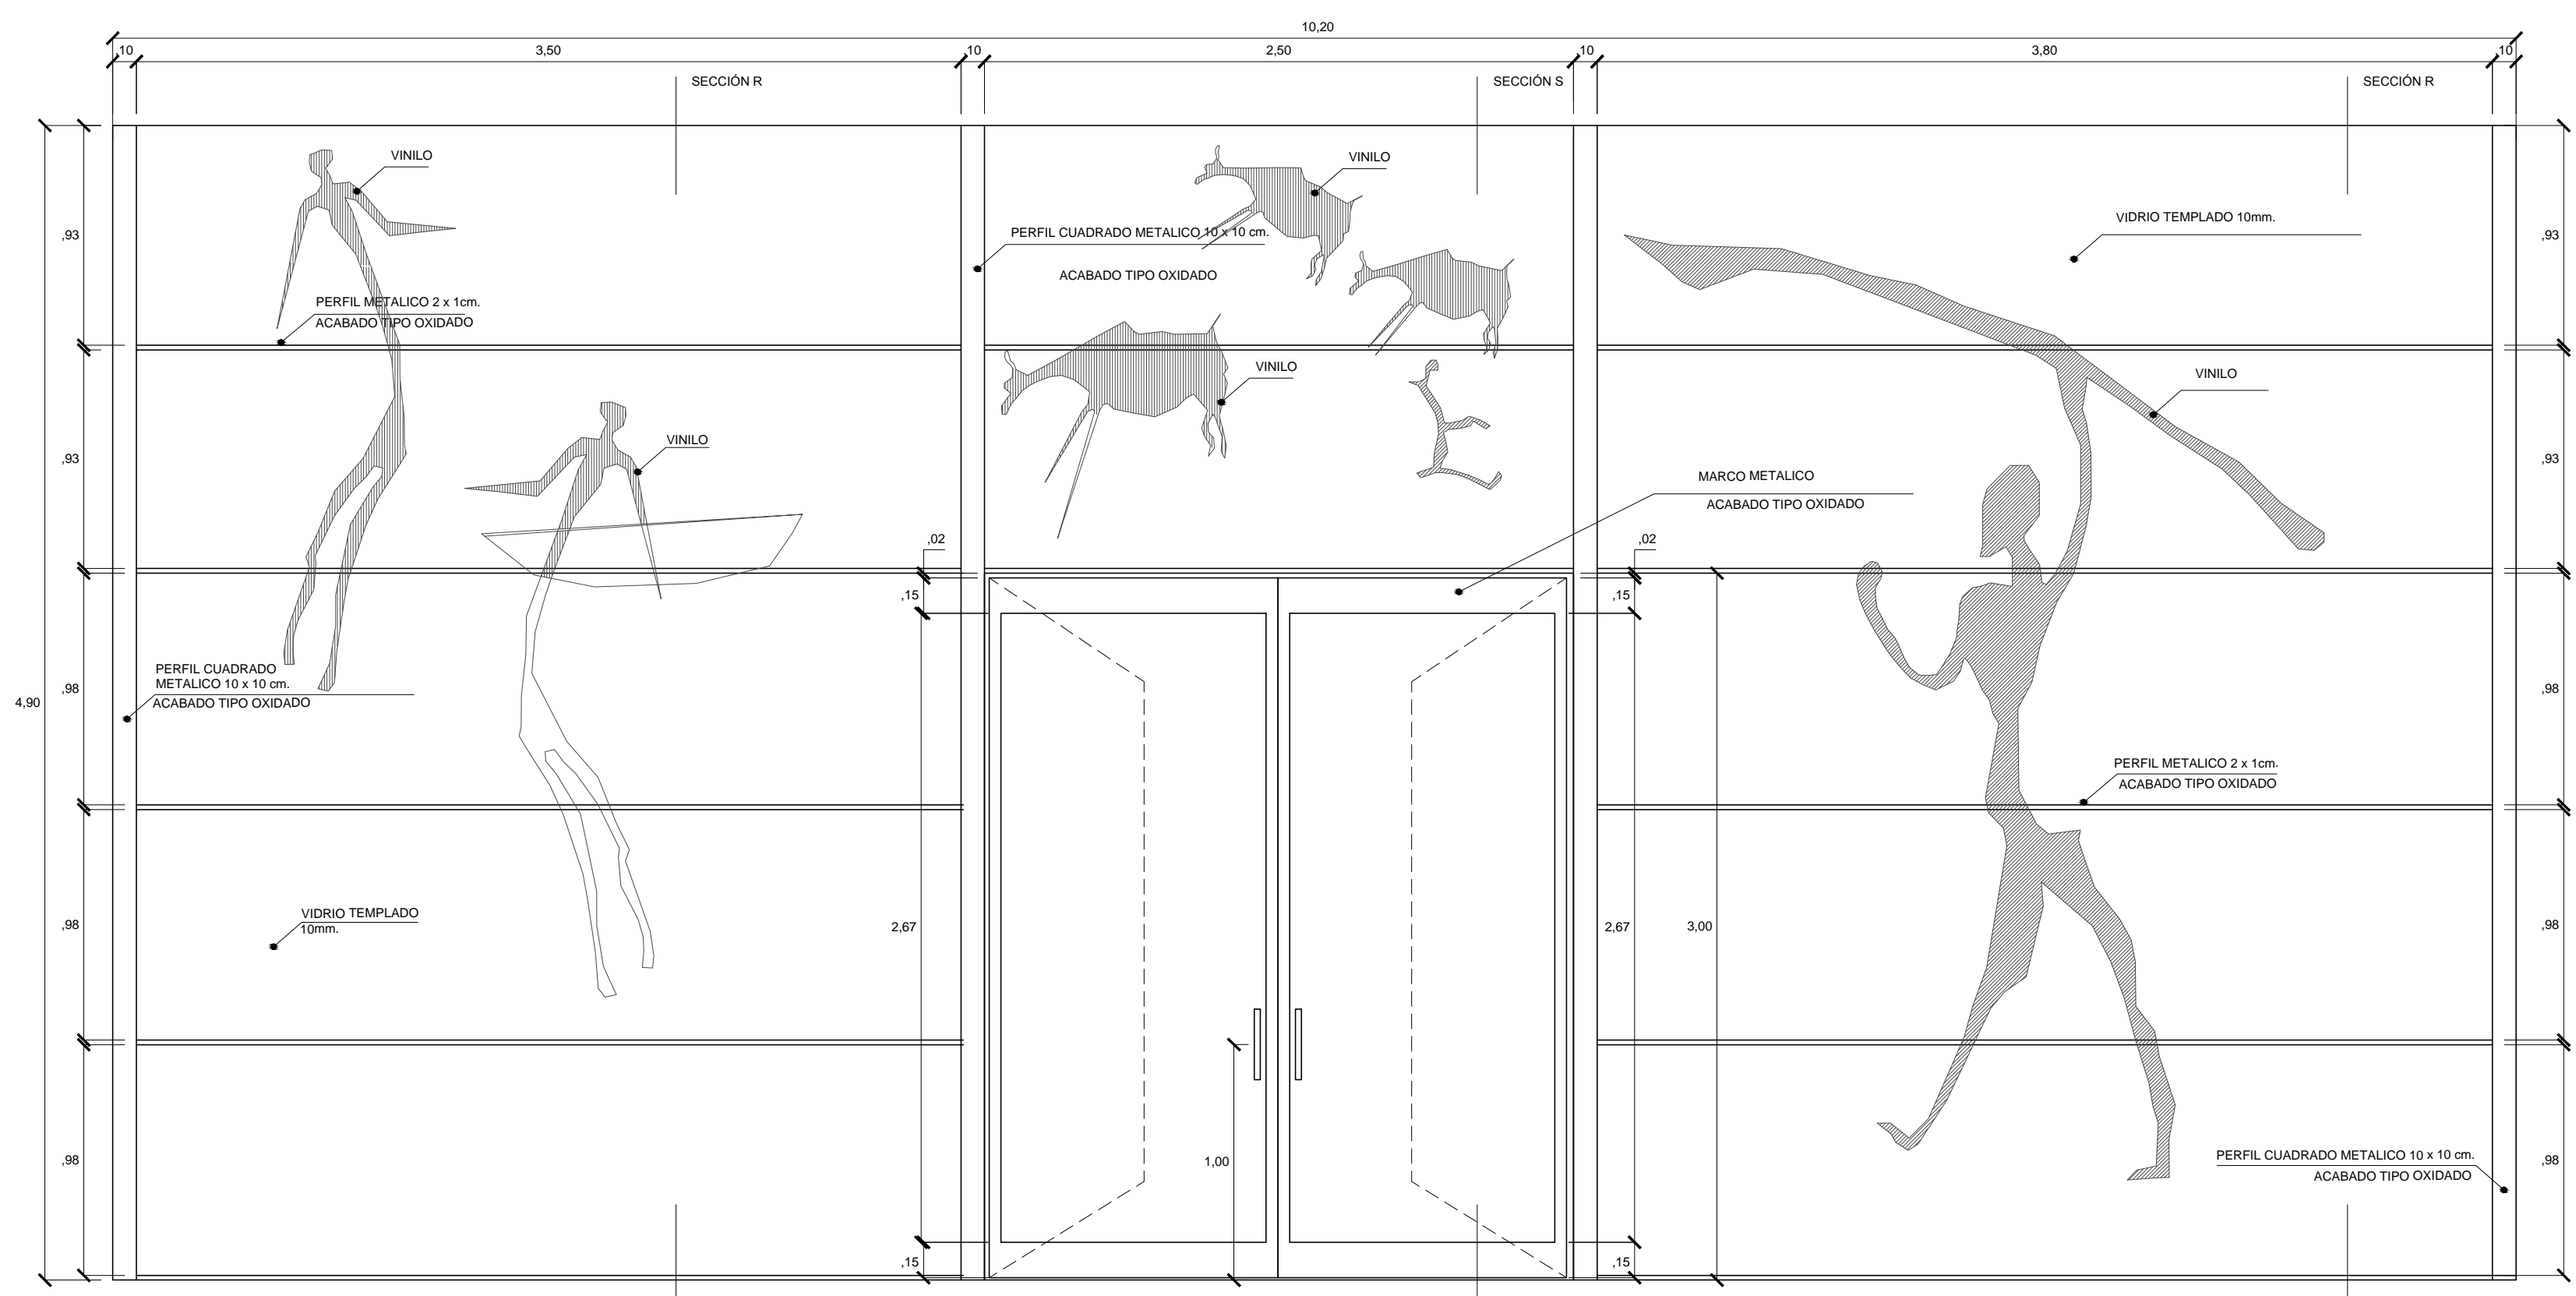 10,20
,10
3,50
,10
2,50
,10
3,80
,10
SECCIÓN R
SECCIÓN S
SECCIÓN R
VINILO
VINILO
VIDRIO TEMPLADO 10mm.
,93
PERFIL CUADRADO METALICO 10 x 10 cm.
ACABADO TIPO OXIDADO
,93
PERFIL METALICO 2 x 1cm.
ACABADO TIPO OXIDADO
VINILO
VINILO
VINILO
,93
,93
MARCO METALICO
ACABADO TIPO OXIDADO
,02
,02
,15
,15
PERFIL CUADRADO
METALICO 10 x 10 cm.
ACABADO TIPO OXIDADO
,98
4,90
,98
PERFIL METALICO 2 x 1cm.
ACABADO TIPO OXIDADO
VIDRIO TEMPLADO
10mm.
,98
2,67
2,67
3,00
,98
,98
1,00
PERFIL CUADRADO METALICO 10 x 10 cm.
ACABADO TIPO OXIDADO
,98
,15
,15